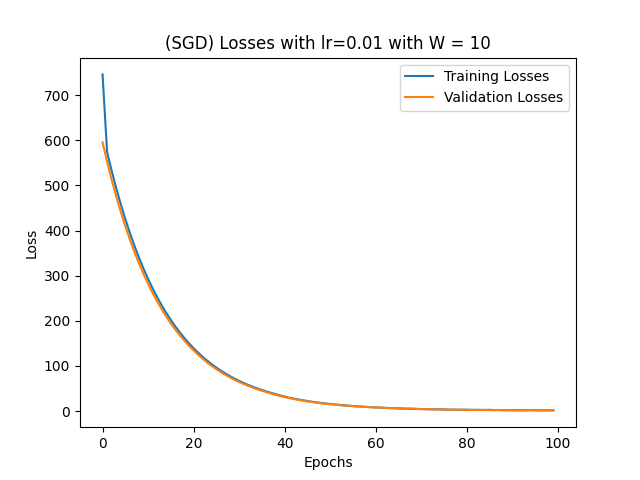 (SGD) Losses with lr=0.01 with W = 10
Training Losses
Validation Losses
700
600
500
400
300
200
100
0
Loss
0 20 40 60 80 100
Epochs